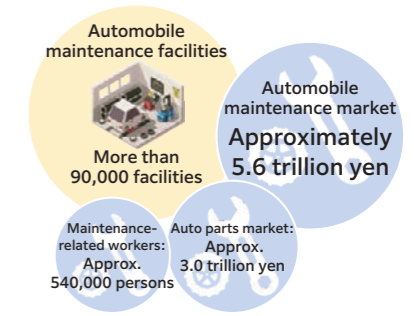 Automobile
maintenance facilities
More than
90,000 facilities
Automobile
maintenance market
Approximately
5.6 trillion yen
Maintenance-
related workers:
Approx.
540,000 persons
Auto parts market:
Approx.
3.0 trillion yen